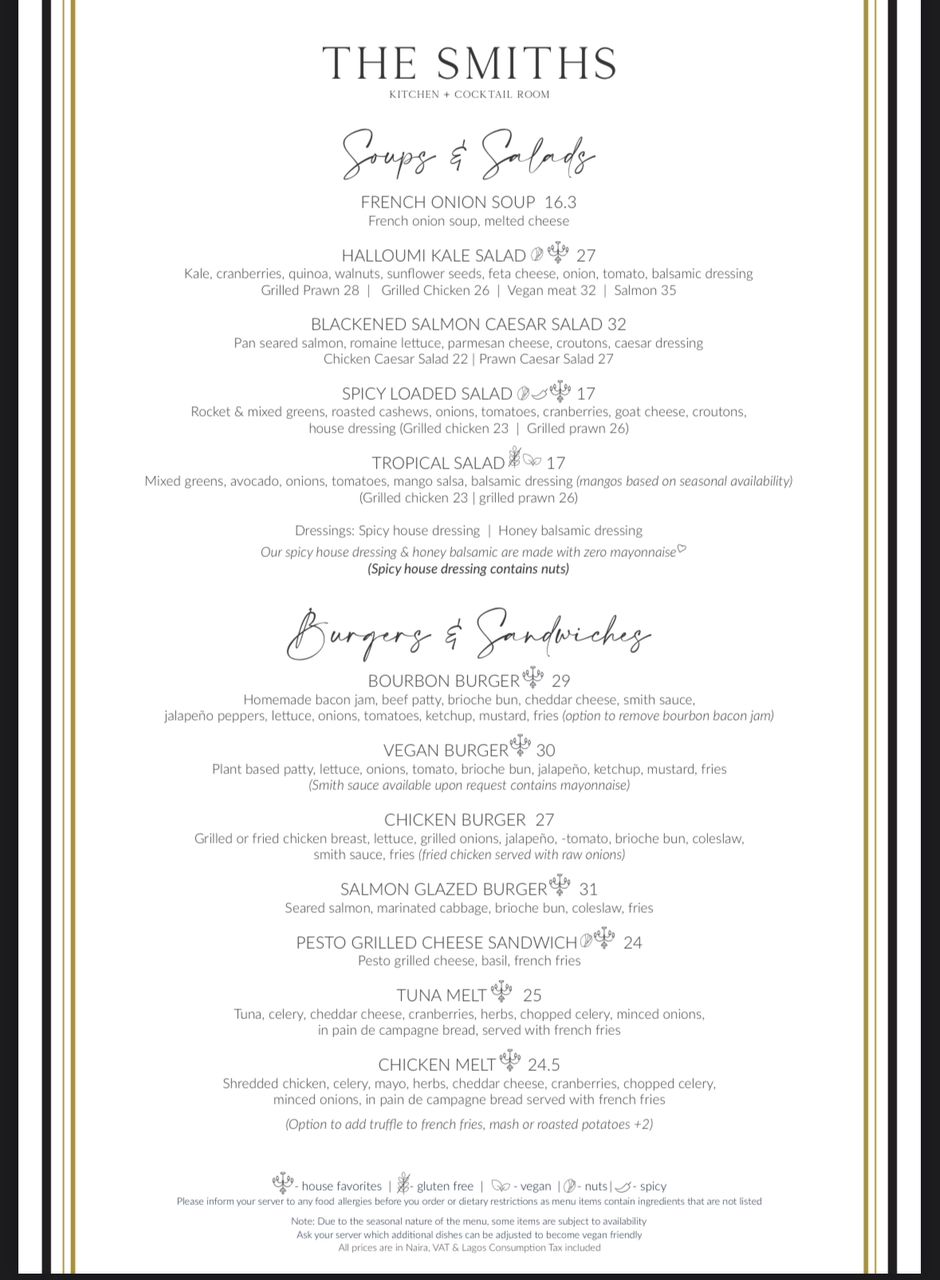 THE SMITHS
KITCHEN + COCKTAIL ROOM
Soups & Salads
FRENCH ONION SOUP 16.3
French onion soup, melted cheese
HALLOUMI KALE SALAD 27
Kale, cranberries, quinoa, walnuts, sunflower seeds, feta cheese, onion, tomato, balsamic dressing
Grilled Prawn 28 | Grilled Chicken 26 | Vegan meat 32 | Salmon 35
BLACKENED SALMON CAESAR SALAD 32
Pan seared salmon, romaine lettuce, parmesan cheese, croutons, caesar dressing
Chicken Caesar Salad 22 | Prawn Caesar Salad 27
SPICY LOADED SALAD 17
Rocket & mixed greens, roasted cashews, onions, tomatoes, cranberries, goat cheese, croutons,
house dressing (Grilled chicken 23 | Grilled prawn 26)
TROPICAL SALAD 17
Mixed greens, avocado, onions, tomatoes, mango salsa, balsamic dressing (mangos based on seasonal availability)
(Grilled chicken 23 | grilled prawn 26)
Dressings: Spicy house dressing | Honey balsamic dressing
Our spicy house dressing & honey balsamic are made with zero mayonnaise
(Spicy house dressing contains nuts)
Burgers & Sandwiches
BOURBON BURGER 29
Homemade bacon jam, beef patty, brioche bun, cheddar cheese, smith sauce,
jalapeño peppers, lettuce, onions, tomatoes, ketchup, mustard, fries (option to remove bourbon bacon jam)
VEGAN BURGER 30
Plant based patty, lettuce, onions, tomato, brioche bun, jalapeño, ketchup, mustard, fries
(Smith sauce available upon request contains mayonnaise)
CHICKEN BURGER 27
Grilled or fried chicken breast, lettuce, grilled onions, jalapeño, -tomato, brioche bun, coleslaw,
smith sauce, fries (fried chicken served with raw onions)
SALMON GLAZED BURGER 31
Seared salmon, marinated cabbage, brioche bun, coleslaw, fries
PESTO GRILLED CHEESE SANDWICH 24
Pesto grilled cheese, basil, french fries
TUNA MELT 25
Tuna, celery, cheddar cheese, cranberries, herbs, chopped celery, minced onions,
in pain de campagne bread, served with french fries
CHICKEN MELT 24.5
Shredded chicken, celery, mayo, herbs, cheddar cheese, cranberries, chopped celery,
minced onions, in pain de campagne bread served with french fries
(Option to add truffle to french fries, mash or roasted potatoes +2)
- house favorites | - gluten free | - vegan | - nuts | - spicy
Please inform your server to any food allergies before you order or dietary restrictions as menu items contain ingredients that are not listed
Note: Due to the seasonal nature of the menu, some items are subject to availability
Ask your server which additional dishes can be adjusted to become vegan friendly
All prices are in Naira, VAT & Lagos Consumption Tax included